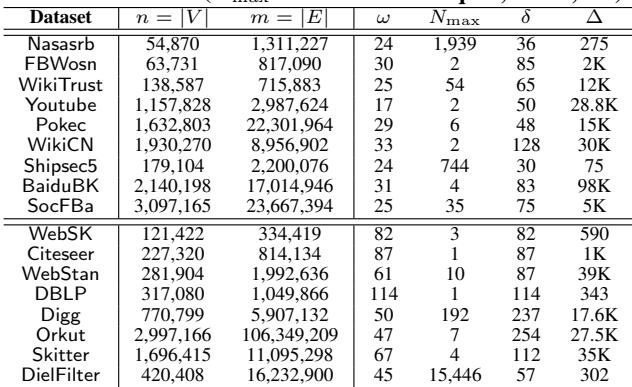 Dataset n = |V| m = |E| ω N_max δ Δ
Nasasrb 54,870 1,311,227 24 1,939 36 275
FBWosn 63,731 817,090 30 2 85 2K
WikiTrust 138,587 715,883 25 54 65 12K
Youtube 1,157,828 2,987,624 17 2 50 28.8K
Pokec 1,632,803 22,301,964 29 6 48 15K
WikiCN 1,930,270 8,956,902 33 2 128 30K
Shipsec5 179,104 2,200,076 24 744 30 75
BaiduBK 2,140,198 17,014,946 31 4 83 98K
SocFBa 3,097,165 23,667,394 25 35 75 5K
WebSK 121,422 334,419 82 3 82 590
Citeseer 227,320 814,134 87 1 87 1K
WebStan 281,904 1,992,636 61 10 87 39K
DBLP 317,080 1,049,866 114 1 114 343
Digg 770,799 5,907,132 50 192 237 17.6K
Orkut 2,997,166 106,349,209 47 7 254 27.5K
Skitter 1,696,415 11,095,298 67 4 112 35K
DielFilter 420,408 16,232,900 45 15,446 57 302